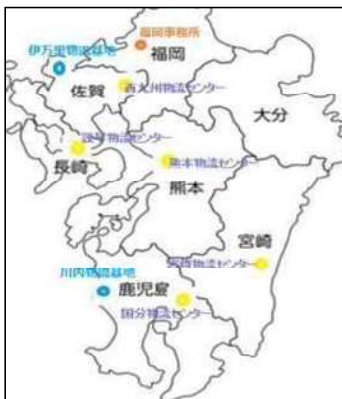 福岡事務所
伊万里物流基地
福岡
佐賀
西九州物流センター
大分
諫早物流センター
長崎
熊本物流センター
熊本
宮崎
宮崎物流センター
川内物流基地
鹿児島
国分物流センター